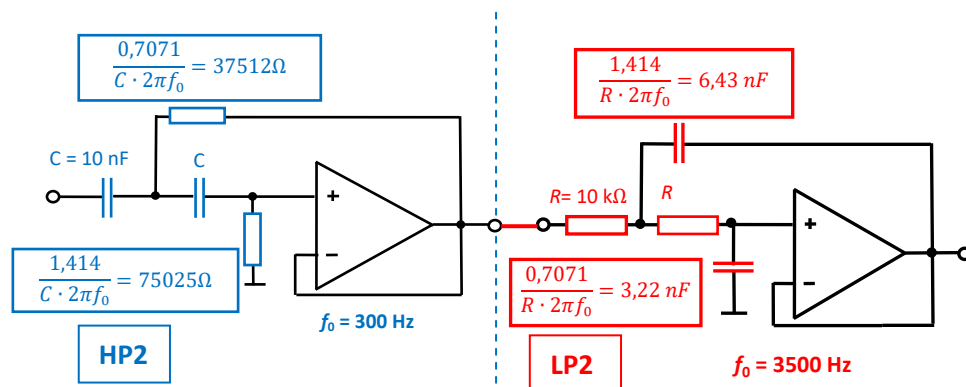 0,7071
C · 2πf₀ = 37512Ω
C = 10 nF
C
+
−
1,414
C · 2πf₀ = 75025Ω
f₀ = 300 Hz
HP2
1,414
R · 2πf₀ = 6,43 nF
R= 10 kΩ
R
+
−
0,7071
R · 2πf₀ = 3,22 nF
LP2
f₀ = 3500 Hz